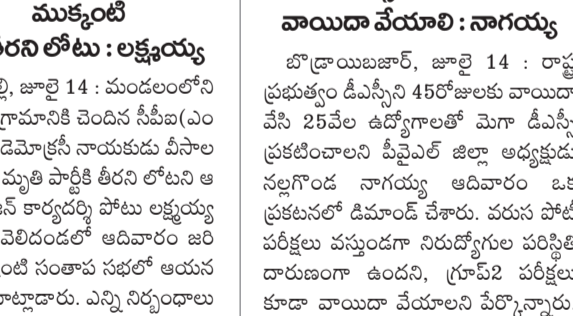 ముక్కంటి
తీరని లోటు : లక్ష్మయ్య
జూలై 14 : మండలంలోని
గ్రామానికి చెందిన సీపీఐ(ఎం
డెమోక్రసీ నాయకుడు వీసాల
మృతి పార్టీకి తీరని లోటని ఆ
కార్యదర్శి పోటు లక్ష్మయ్య
వెలిదండలో ఆదివారం జరి
సంతాప సభలో ఆయన
మాట్లాడారు. ఎన్ని నిర్బంధాలు
వాయిదా వేయాలి : నాగయ్య
బొడ్రాయిబజార్, జూలై 14 : రాష్ట్ర
ప్రభుత్వం డీఎస్సీని 45రోజులకు వాయిదా
వేసి 25వేల ఉద్యోగాలతో మెగా డీఎస్సీ
ప్రకటించాలని పీవైఎల్ జిల్లా అధ్యక్షుడు
నల్లగొండ నాగయ్య ఆదివారం ఒక
ప్రకటనలో డిమాండ్ చేశారు. వరుస పోటీ
పరీక్షలు వస్తుండగా నిరుద్యోగుల పరిస్థితి
దారుణంగా ఉందని, గ్రూప్2 పరీక్షలు
కూడా వాయిదా వేయాలని పేర్కొన్నారు.